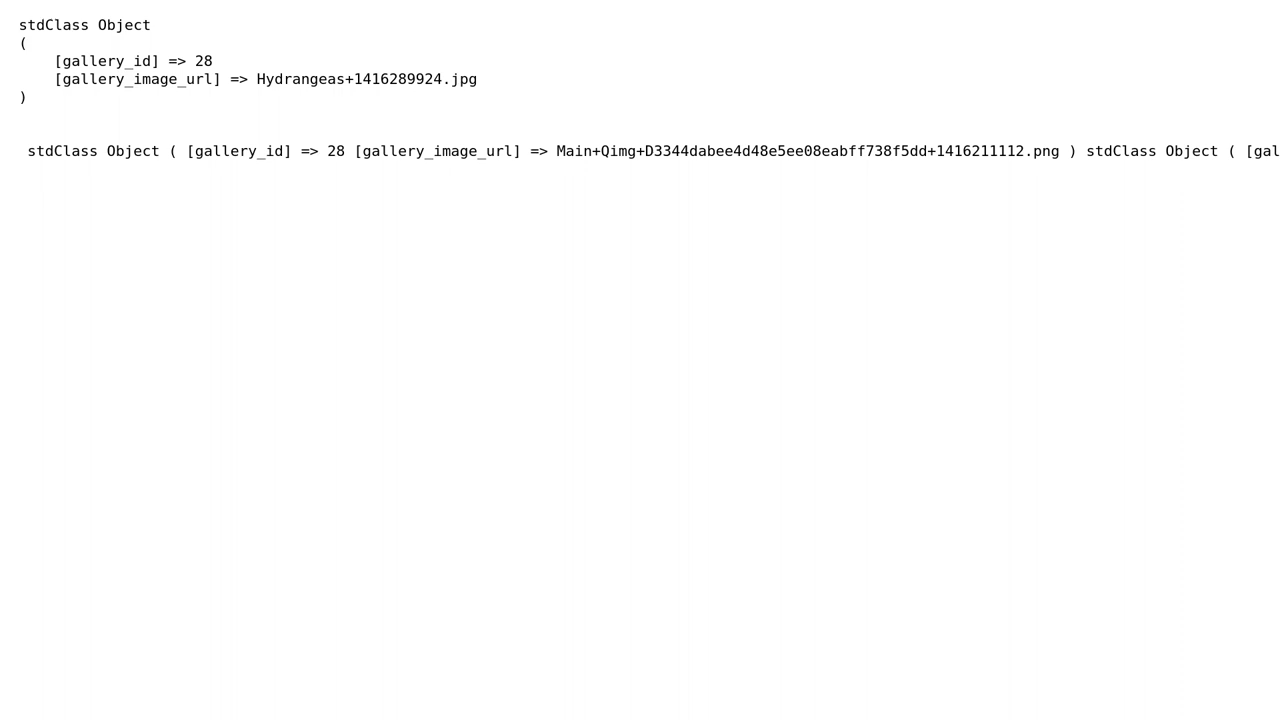 stdClass Object
(
    [gallery_id] => 28
    [gallery_image_url] => Hydrangeas+1416289924.jpg
)
stdClass Object ( [gallery_id] => 28 [gallery_image_url] => Main+Qimg+D3344dabee4d48e5ee08eabff738f5dd+1416211112.png ) stdClass Object ( [gal